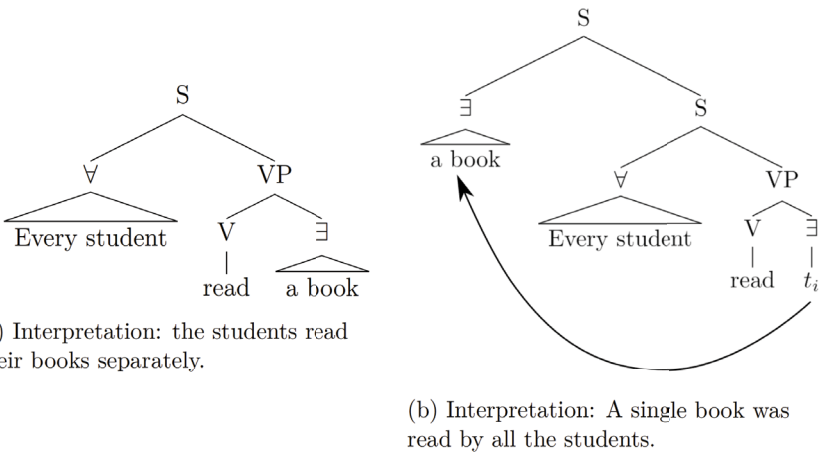 S
∀
VP
Every student
V
∃
read
a book
) Interpretation: the students read
eir books separately.
S
∃
S
a book
∀
VP
Every student
V
∃
read
t_i
(b) Interpretation: A single book was
read by all the students.